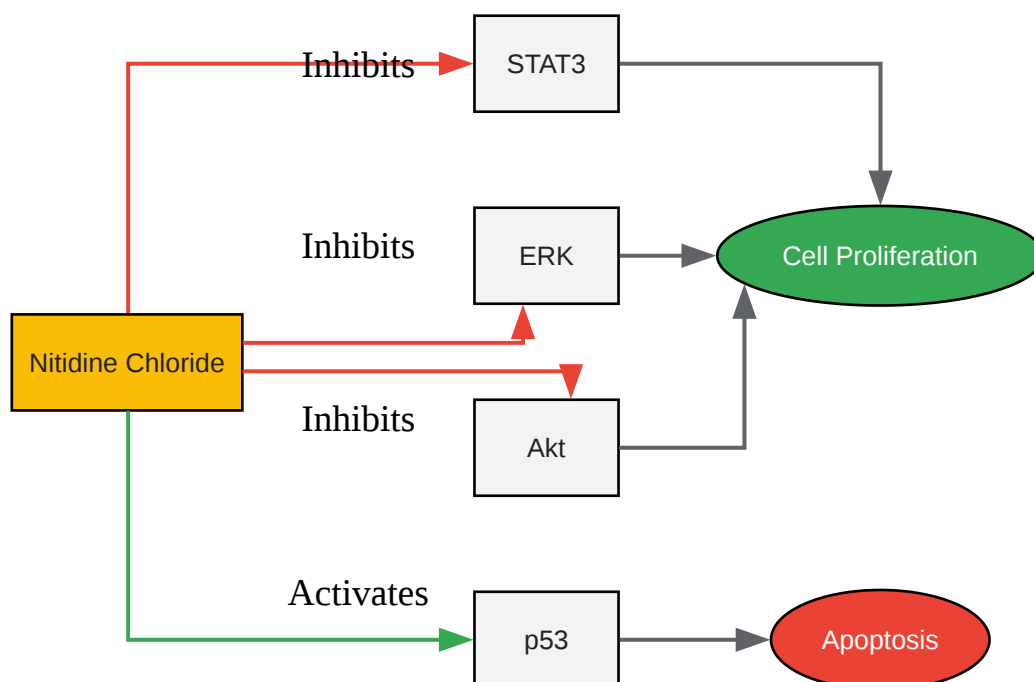 Inhibits
STAT3
Inhibits
ERK
Cell Proliferation
Nitidine Chloride
Inhibits
Akt
Activates
p53
Apoptosis